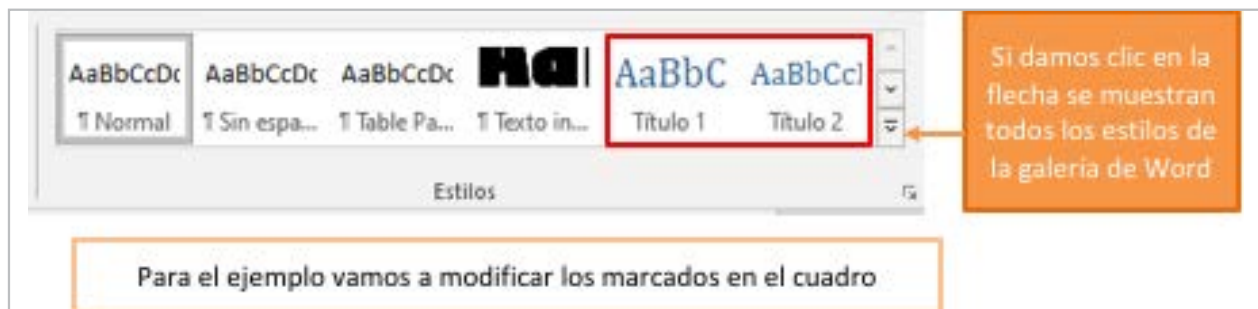 AaBbCcDc AaBbCcDc AaBbCcDc AaBbC AaBbCcI
¶ Normal ¶ Sin espa... ¶ Table Pa... ¶ Texto in... Título 1 Título 2
Estilos
Si damos clic en la
flecha se muestran
todos los estilos de
la galería de Word
Para el ejemplo vamos a modificar los marcados en el cuadro